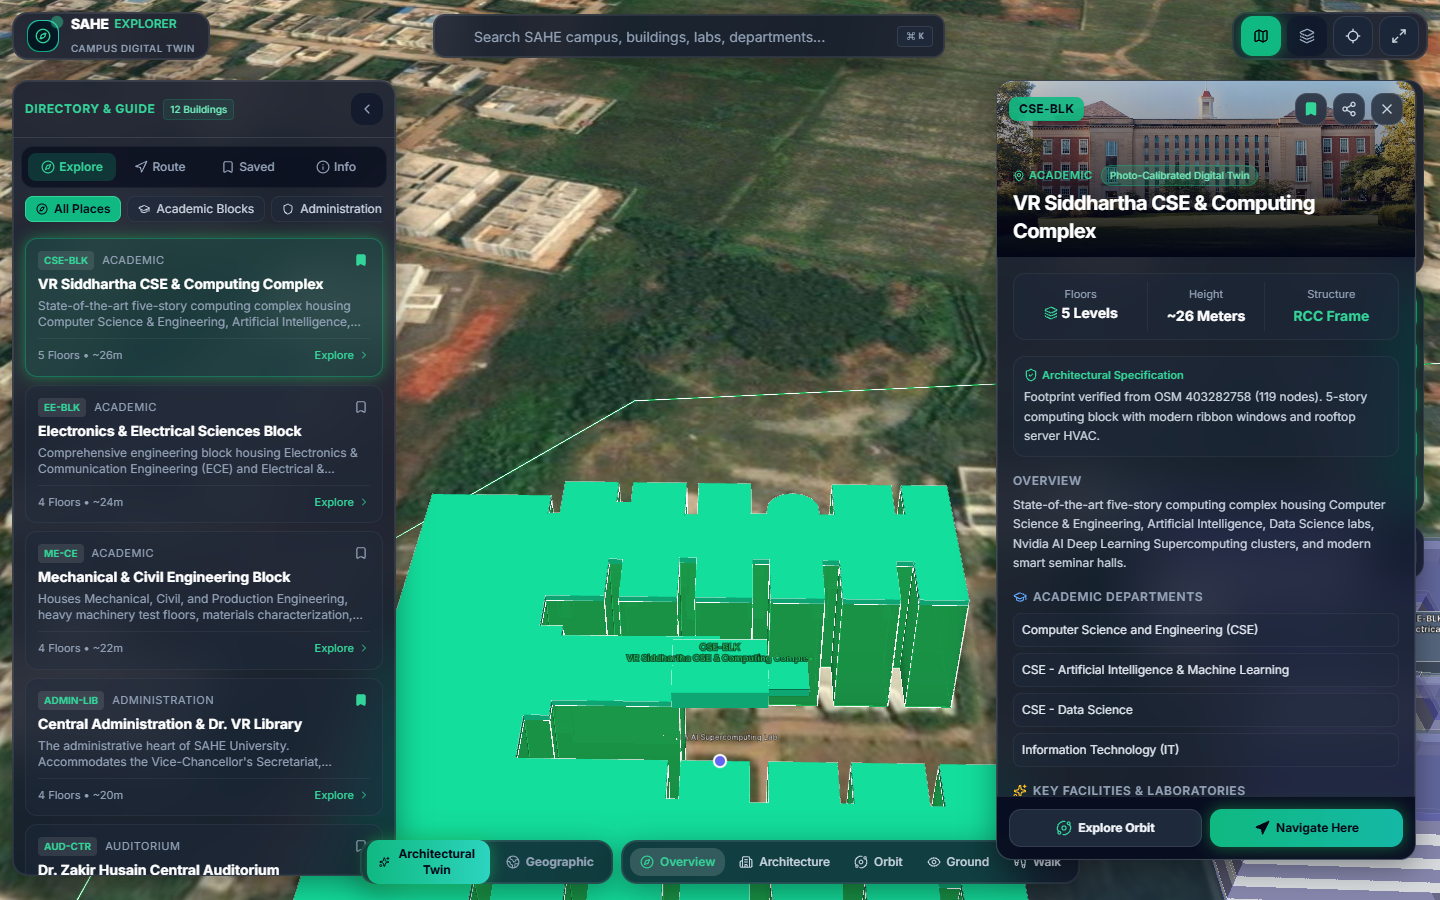 SAHE EXPLORER
CAMPUS DIGITAL TWIN
Search SAHE campus, buildings, labs, departments...
⌘ K
DIRECTORY & GUIDE
12 Buildings
Explore
Route
Saved
Info
All Places
Academic Blocks
Administration
CSE-BLK ACADEMIC
VR Siddhartha CSE & Computing Complex
State-of-the-art five-story computing complex housing
Computer Science & Engineering, Artificial Intelligence,...
5 Floors • ~26m
Explore
EE-BLK ACADEMIC
Electronics & Electrical Sciences Block
Comprehensive engineering block housing Electronics &
Communication Engineering (ECE) and Electrical &...
4 Floors • ~24m
Explore
ME-CE ACADEMIC
Mechanical & Civil Engineering Block
Houses Mechanical, Civil, and Production Engineering,
heavy machinery test floors, materials characterization,...
4 Floors • ~22m
Explore
ADMIN-LIB ADMINISTRATION
Central Administration & Dr. VR Library
The administrative heart of SAHE University.
Accommodates the Vice-Chancellor's Secretariat,...
4 Floors • ~20m
Explore
AUD-CTR AUDITORIUM
Dr. Zakir Husain Central Auditorium
CSE-BLK
VR Siddhartha CSE & Computing
AI Supercomputing Lab
Architectural
Twin
Geographic
Overview
Architecture
Orbit
Ground
Walk
CSE-BLK
ACADEMIC
Photo-Calibrated Digital Twin
VR Siddhartha CSE & Computing
Complex
Floors
5 Levels
Height
~26 Meters
Structure
RCC Frame
Architectural Specification
Footprint verified from OSM 403282758 (119 nodes). 5-story
computing block with modern ribbon windows and rooftop
server HVAC.
OVERVIEW
State-of-the-art five-story computing complex housing Computer
Science & Engineering, Artificial Intelligence, Data Science labs,
Nvidia AI Deep Learning Supercomputing clusters, and modern
smart seminar halls.
ACADEMIC DEPARTMENTS
Computer Science and Engineering (CSE)
CSE - Artificial Intelligence & Machine Learning
CSE - Data Science
Information Technology (IT)
KEY FACILITIES & LABORATORIES
Explore Orbit
Navigate Here